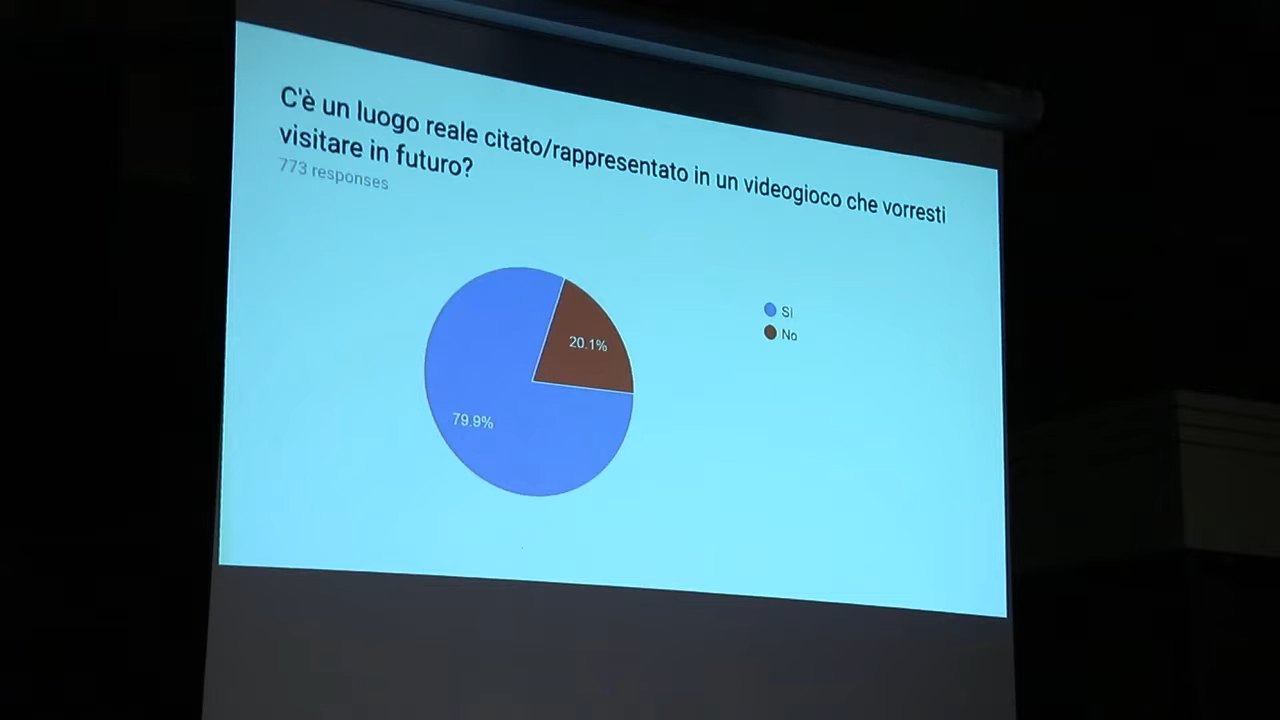 C'è un luogo reale citato/rappresentato in un videogioco che vorresti
visitare in futuro?
773 responses
Sì
No
20.1%
79.9%